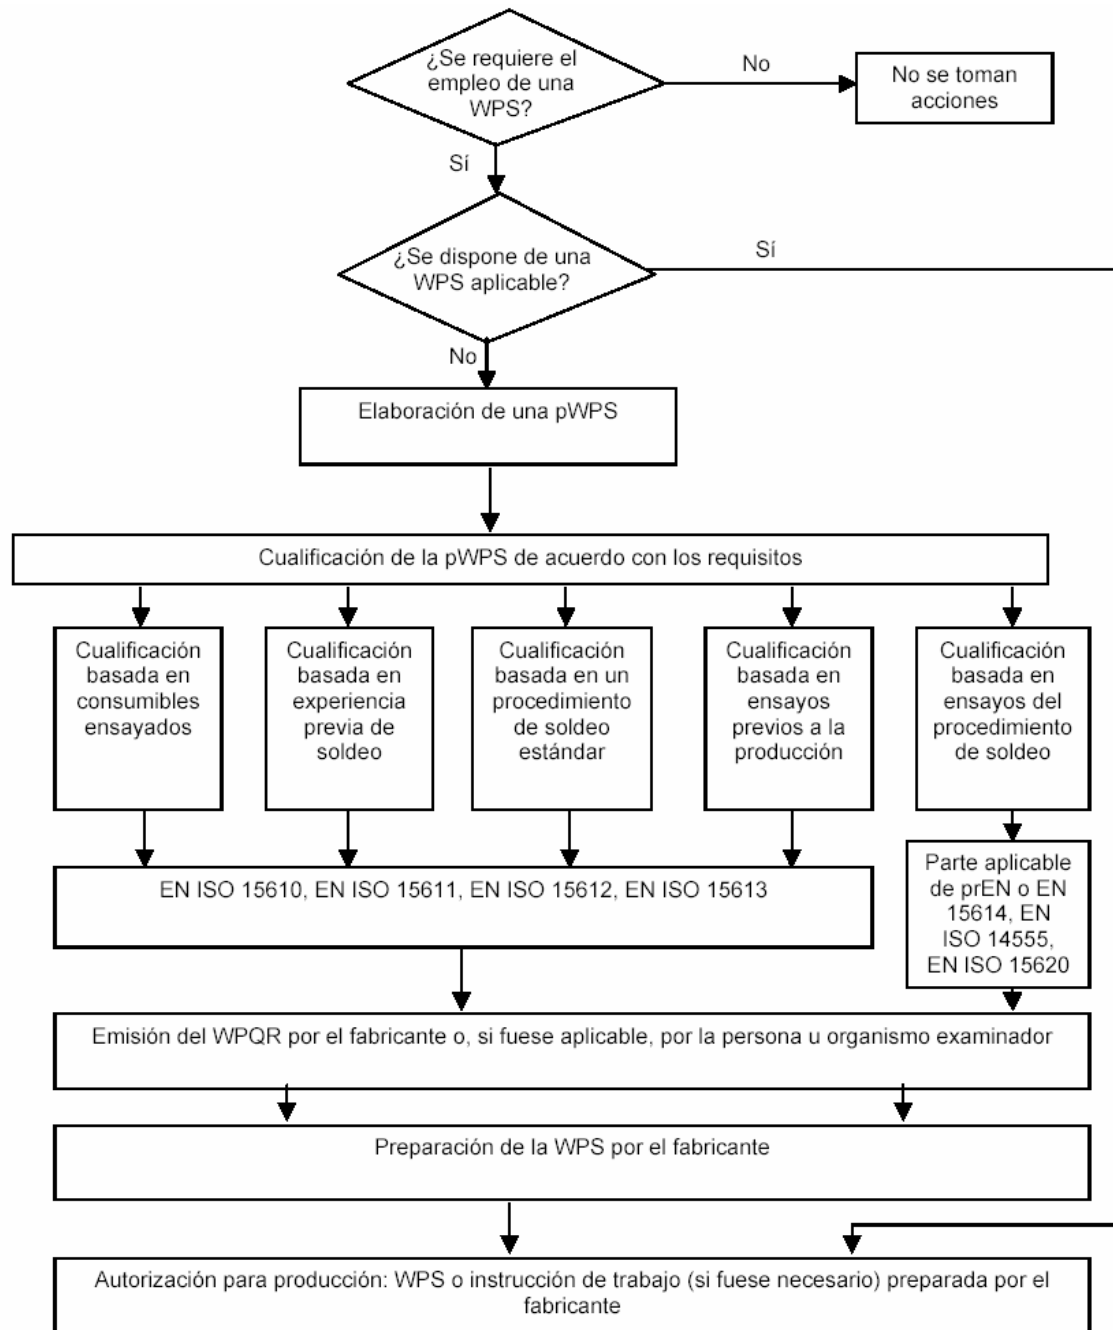 ¿Se requiere el
empleo de una
WPS?
No
No se toman
acciones
Sí
¿Se dispone de una
WPS aplicable?
Sí
No
Elaboración de una pWPS
Cualificación de la pWPS de acuerdo con los requisitos
Cualificación
basada en
consumibles
ensayados
Cualificación
basada en
experiencia
previa de
soldeo
Cualificación
basada en un
procedimiento
de soldeo
estándar
Cualificación
basada en
ensayos
previos a la
producción
Cualificación
basada en
ensayos del
procedimiento
de soldeo
EN ISO 15610, EN ISO 15611, EN ISO 15612, EN ISO 15613
Parte aplicable
de prEN o EN
15614, EN
ISO 14555,
EN ISO 15620
Emisión del WPQR por el fabricante o, si fuese aplicable, por la persona u organismo examinador
Preparación de la WPS por el fabricante
Autorización para producción: WPS o instrucción de trabajo (si fuese necesario) preparada por el
fabricante